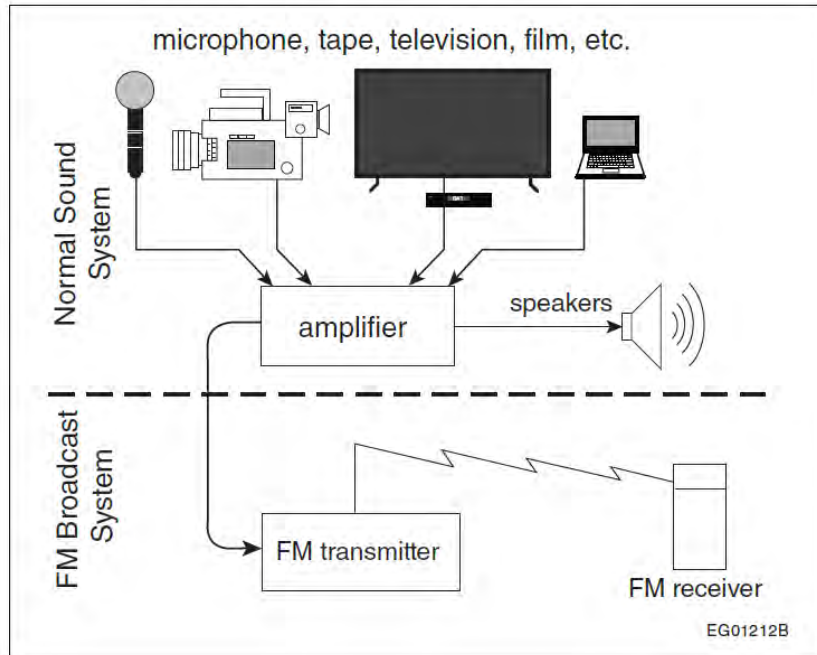 microphone, tape, television, film, etc.
Normal Sound
System
amplifier
speakers
FM Broadcast
System
FM transmitter
FM receiver
EG01212B